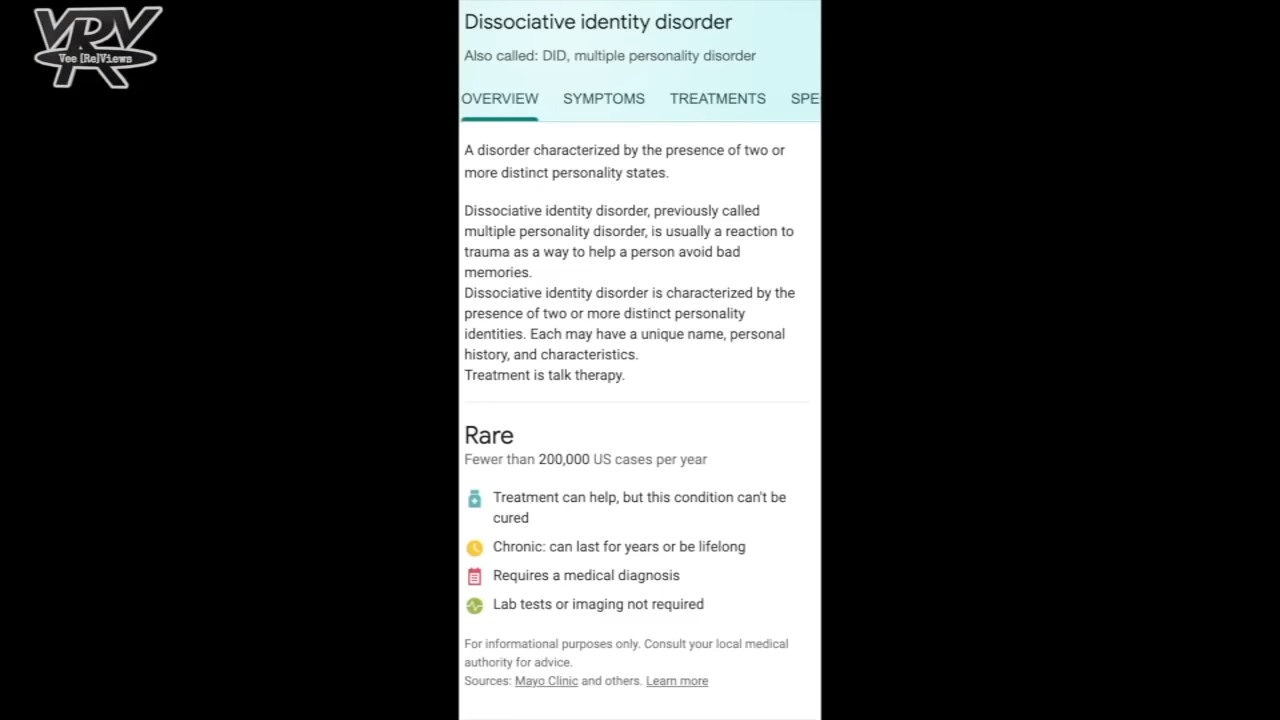 VRV
Vee [Re]Views
Dissociative identity disorder
Also called: DID, multiple personality disorder
OVERVIEW SYMPTOMS TREATMENTS SPE
A disorder characterized by the presence of two or
more distinct personality states.
Dissociative identity disorder, previously called
multiple personality disorder, is usually a reaction to
trauma as a way to help a person avoid bad
memories.
Dissociative identity disorder is characterized by the
presence of two or more distinct personality
identities. Each may have a unique name, personal
history, and characteristics.
Treatment is talk therapy.
Rare
Fewer than 200,000 US cases per year
Treatment can help, but this condition can't be
cured
Chronic: can last for years or be lifelong
Requires a medical diagnosis
Lab tests or imaging not required
For informational purposes only. Consult your local medical
authority for advice.
Sources: Mayo Clinic and others. Learn more